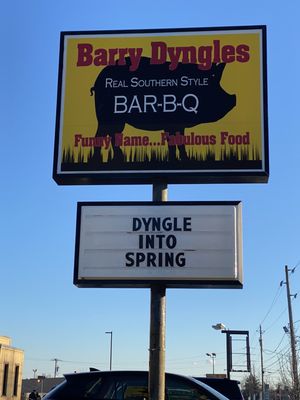 Barry Dyngles
Real Southern Style
BAR-B-Q
Funny Name...Fabulous Food
DYNGLE
INTO
SPRING